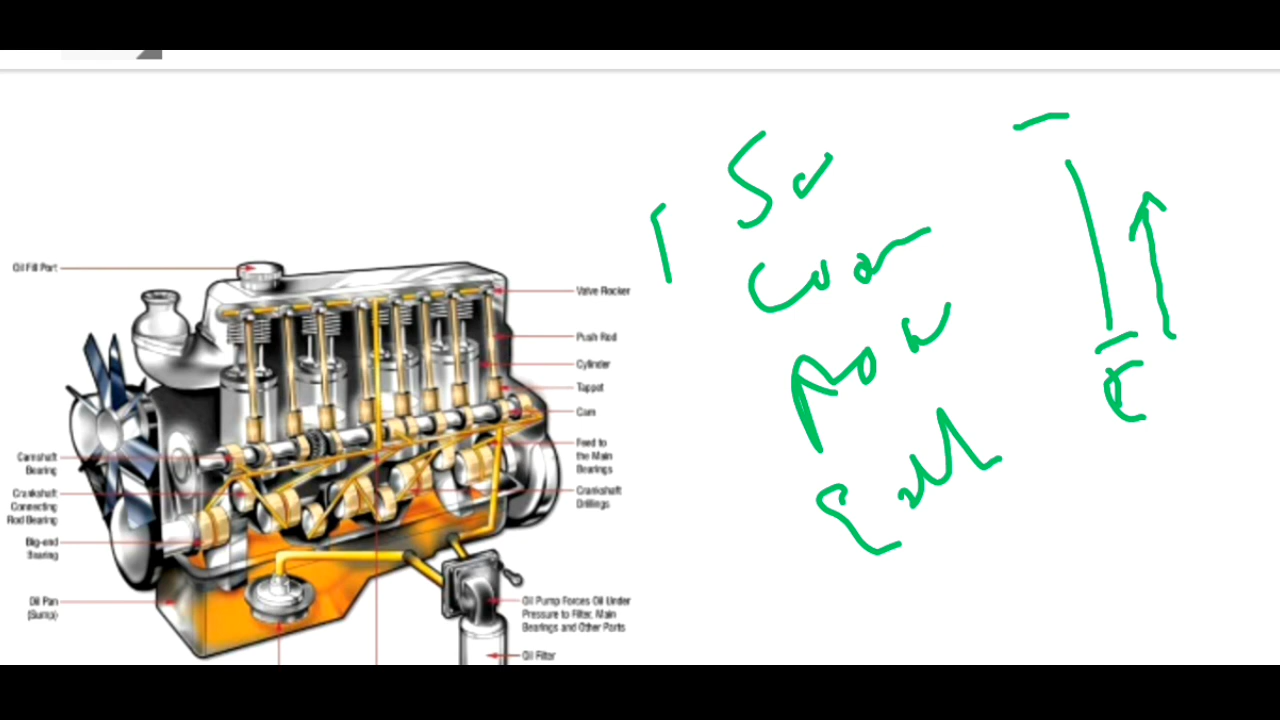 Oil Fill Port
Valve Rocker
Push Rod
Cylinder
Tappet
Cam
Camshaft
Bearing
Feed to
the Main
Bearings
Crankshaft
Connecting
Rod Bearing
Crankshaft
Drillings
Big-end
Bearing
Oil Pan
(Sump)
Oil Pump Forces Oil Under
Pressure to Filter, Main
Bearings and Other Parts
Oil Filter